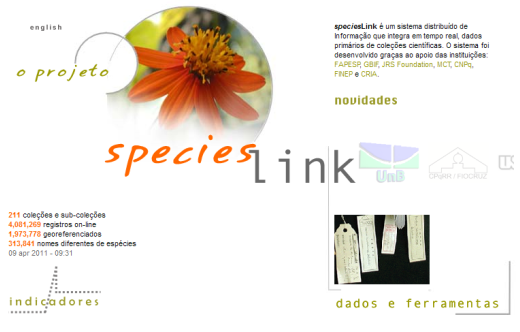 english
o projeto
species
link
speciesLink é um sistema distribuído de
Informação que integra em tempo real, dados
primários de coleções científicas. O sistema foi
desenvolvido graças ao apoio das instituições:
FAPESP, GBIF, JRS Foundation, MCT, CNPq,
FINEP e CRIA.
novidades
UnB
211 coleções e sub-coleções
4,081,269 registros on-line
1,973,778 georeferenciados
313,841 nomes diferentes de espécies
09 apr 2011 - 09:31
indicadores
dados e ferramentas